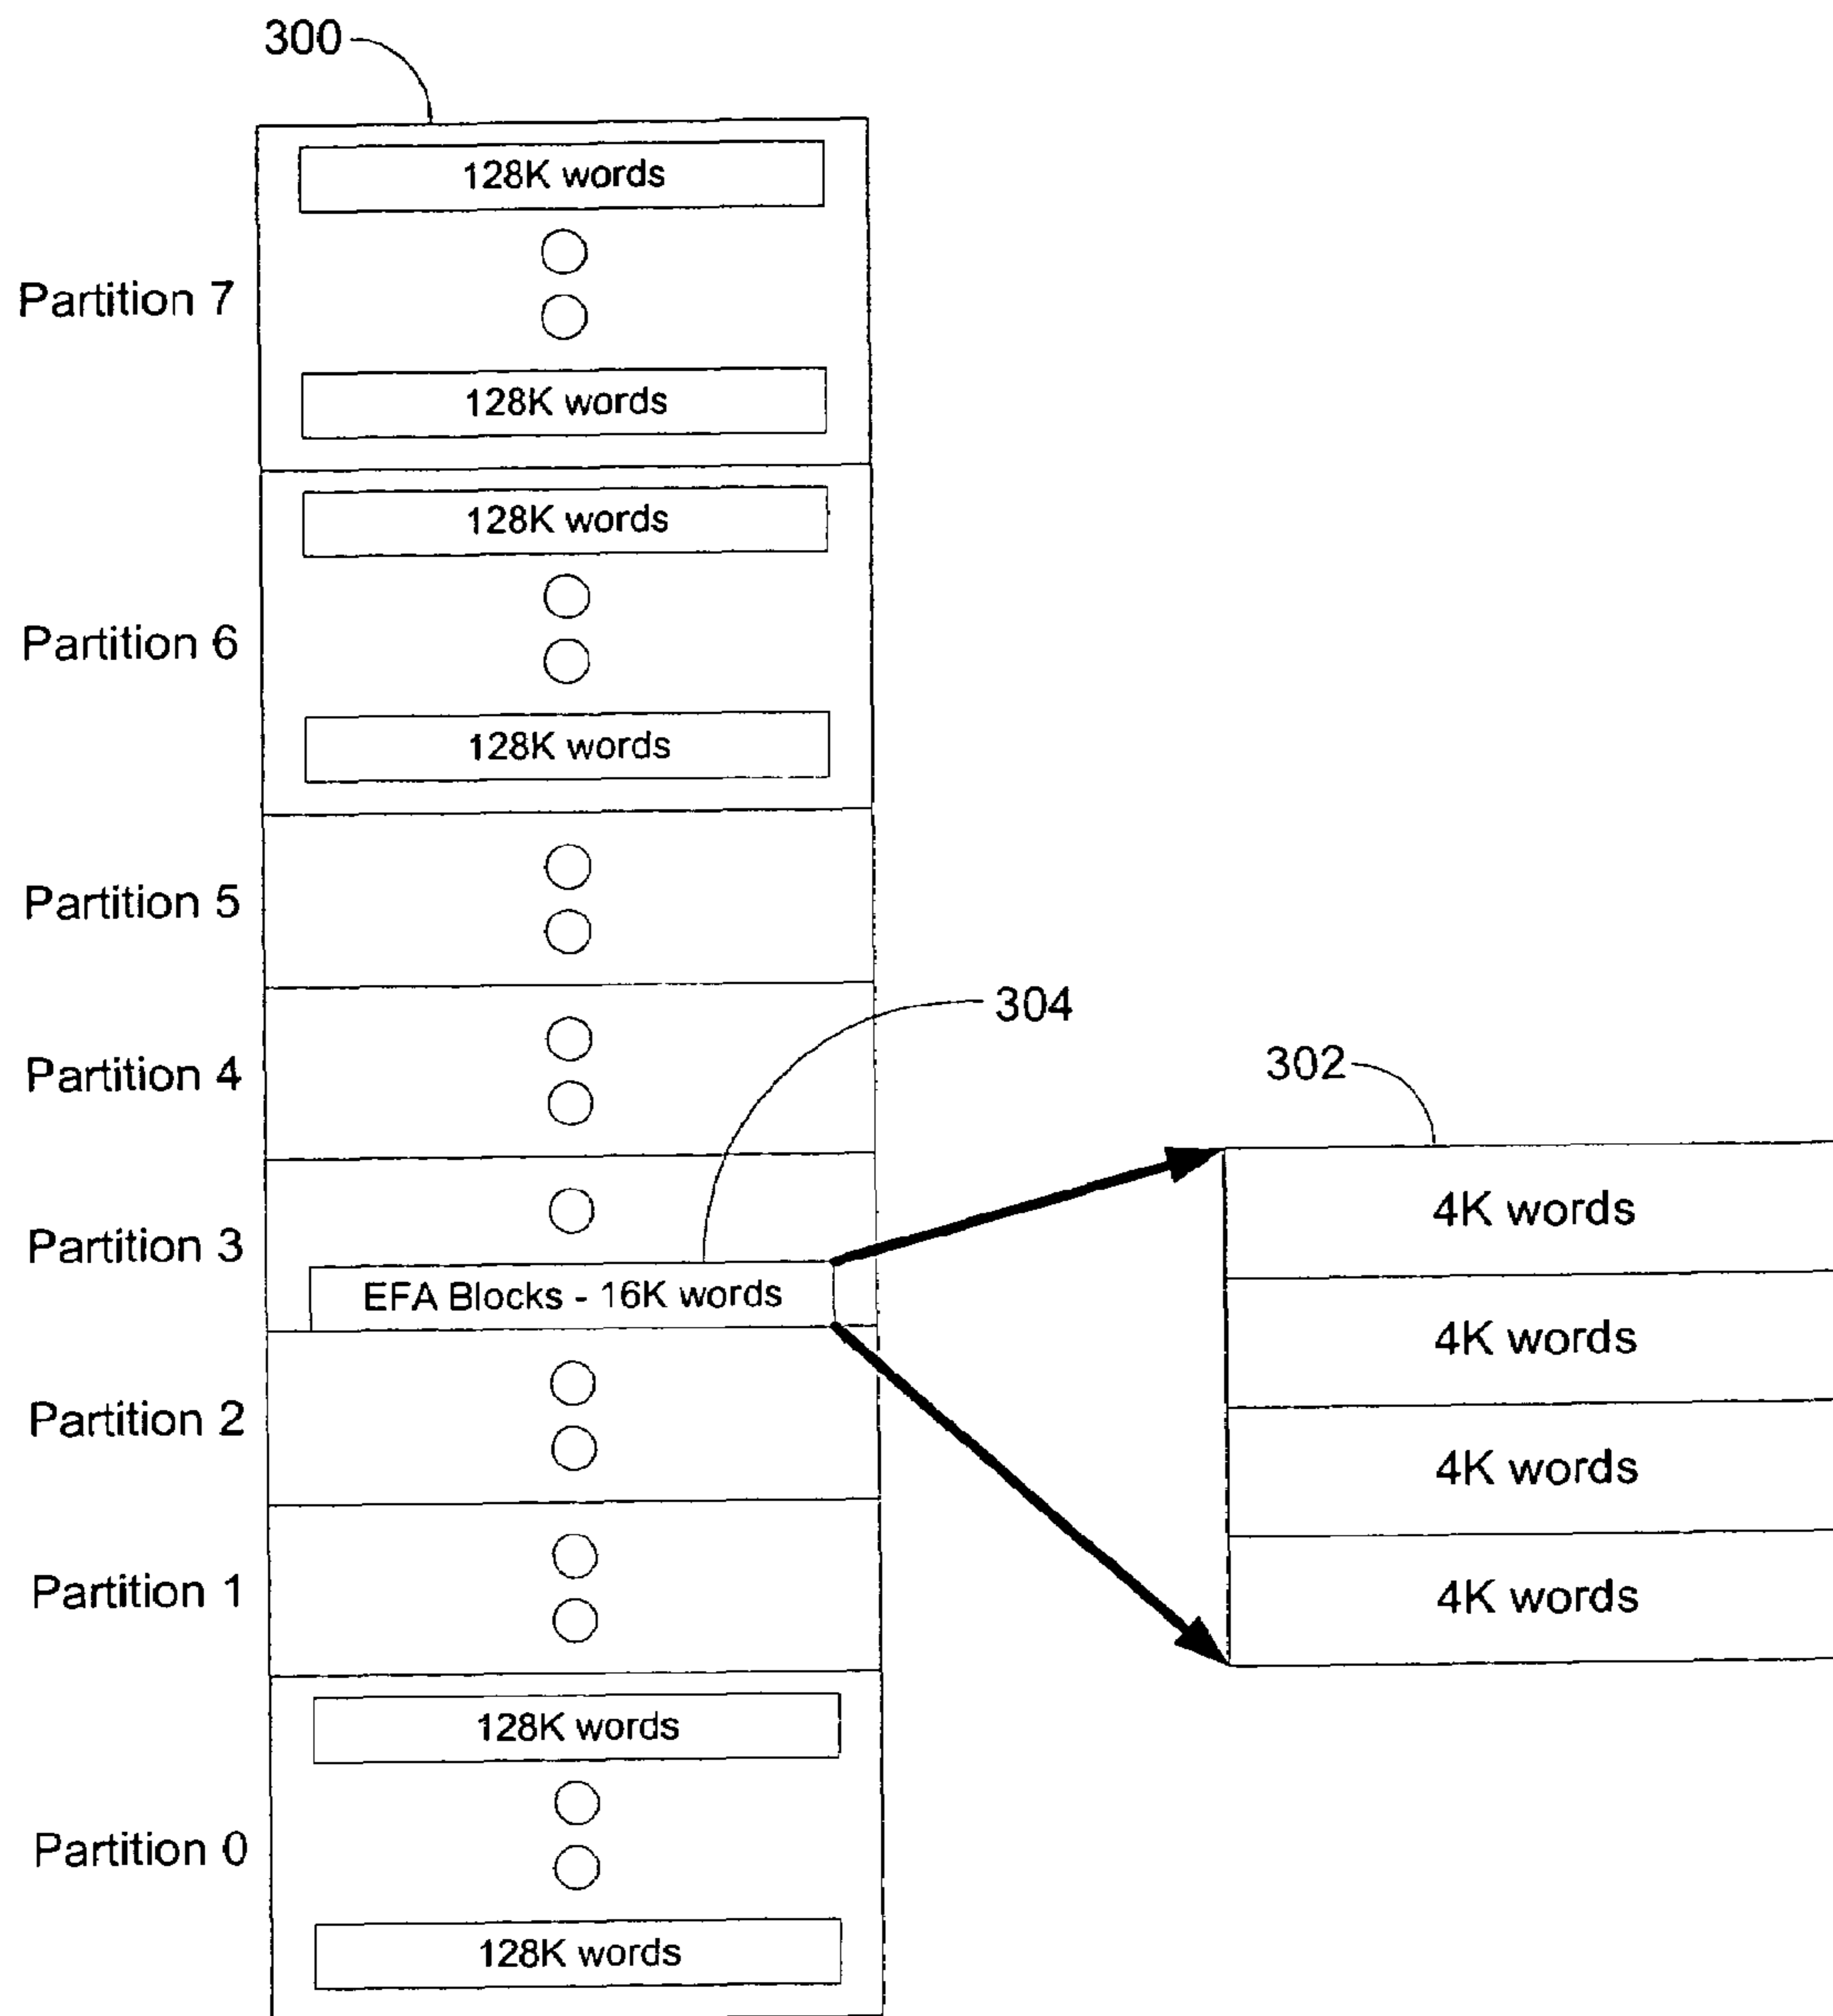 300
128K words
Partition 7
128K words
128K words
Partition 6
128K words
Partition 5
304
Partition 4
302
4K words
Partition 3
EFA Blocks - 16K words
4K words
Partition 2
4K words
Partition 1
4K words
128K words
Partition 0
128K words